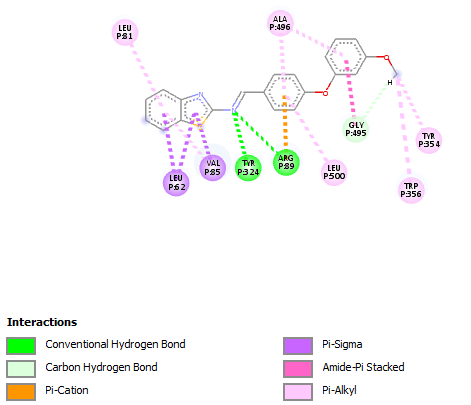 LEU
P:81
ALA
P:496
N
O
O
H
GLY
P:495
TYR
P:354
N
S
VAL
P:85
TYR
P:324
ARG
P:89
LEU
P:500
LEU
P:62
TRP
P:356
Interactions
Conventional Hydrogen Bond
Carbon Hydrogen Bond
Pi-Cation
Pi-Sigma
Amide-Pi Stacked
Pi-Alkyl